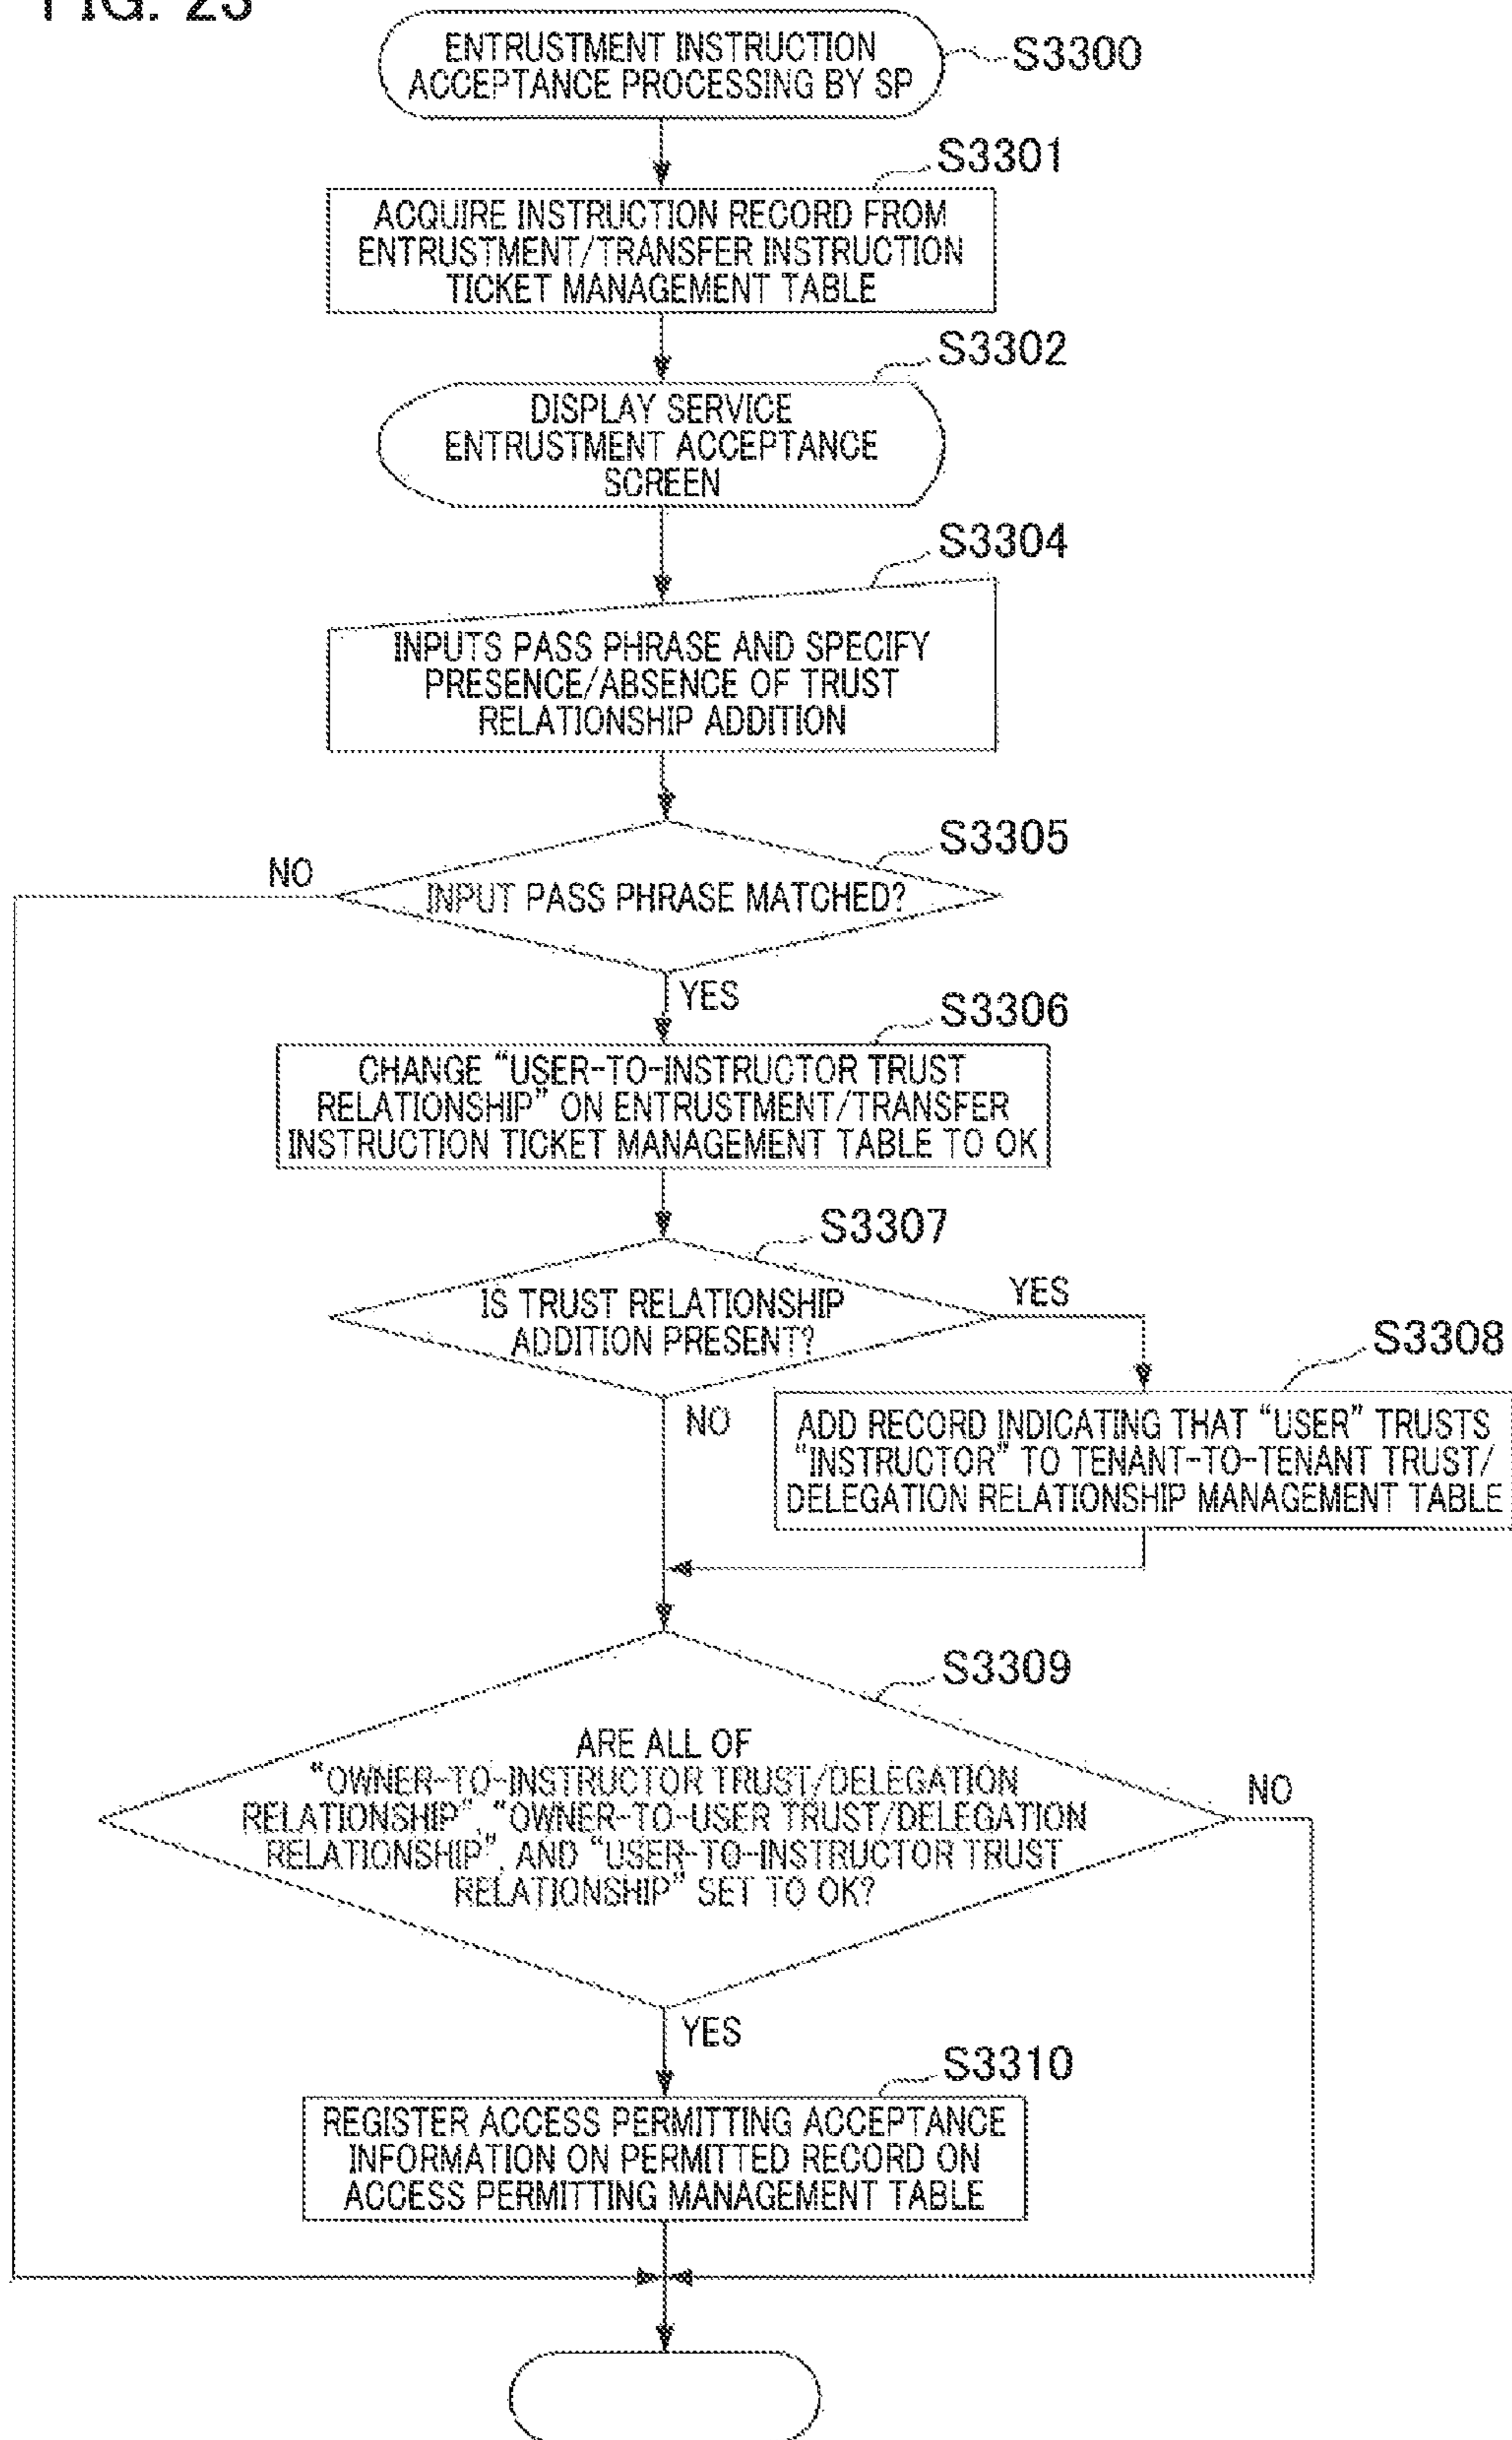 FIG. 23
ENTRUSTMENT INSTRUCTION
ACCEPTANCE PROCESSING BY SP
S3300
S3301
ACQUIRE INSTRUCTION RECORD FROM
ENTRUSTMENT/TRANSFER INSTRUCTION
TICKET MANAGEMENT TABLE
S3302
DISPLAY SERVICE
ENTRUSTMENT ACCEPTANCE
SCREEN
S3304
INPUTS PASS PHRASE AND SPECIFY
PRESENCE/ABSENCE OF TRUST
RELATIONSHIP ADDITION
S3305
NO
INPUT PASS PHRASE MATCHED?
YES
S3306
CHANGE “USER-TO-INSTRUCTOR TRUST
RELATIONSHIP” ON ENTRUSTMENT/TRANSFER
INSTRUCTION TICKET MANAGEMENT TABLE TO OK
S3307
IS TRUST RELATIONSHIP
ADDITION PRESENT?
YES
S3308
NO
ADD RECORD INDICATING THAT “USER” TRUSTS
“INSTRUCTOR” TO TENANT-TO-TENANT TRUST/
DELEGATION RELATIONSHIP MANAGEMENT TABLE
S3309
ARE ALL OF
“OWNER-TO-INSTRUCTOR TRUST/DELEGATION
RELATIONSHIP”, “OWNER-TO-USER TRUST/DELEGATION
RELATIONSHIP”, AND “USER-TO-INSTRUCTOR TRUST
RELATIONSHIP” SET TO OK?
NO
YES
S3310
REGISTER ACCESS PERMITTING ACCEPTANCE
INFORMATION ON PERMITTED RECORD ON
ACCESS PERMITTING MANAGEMENT TABLE